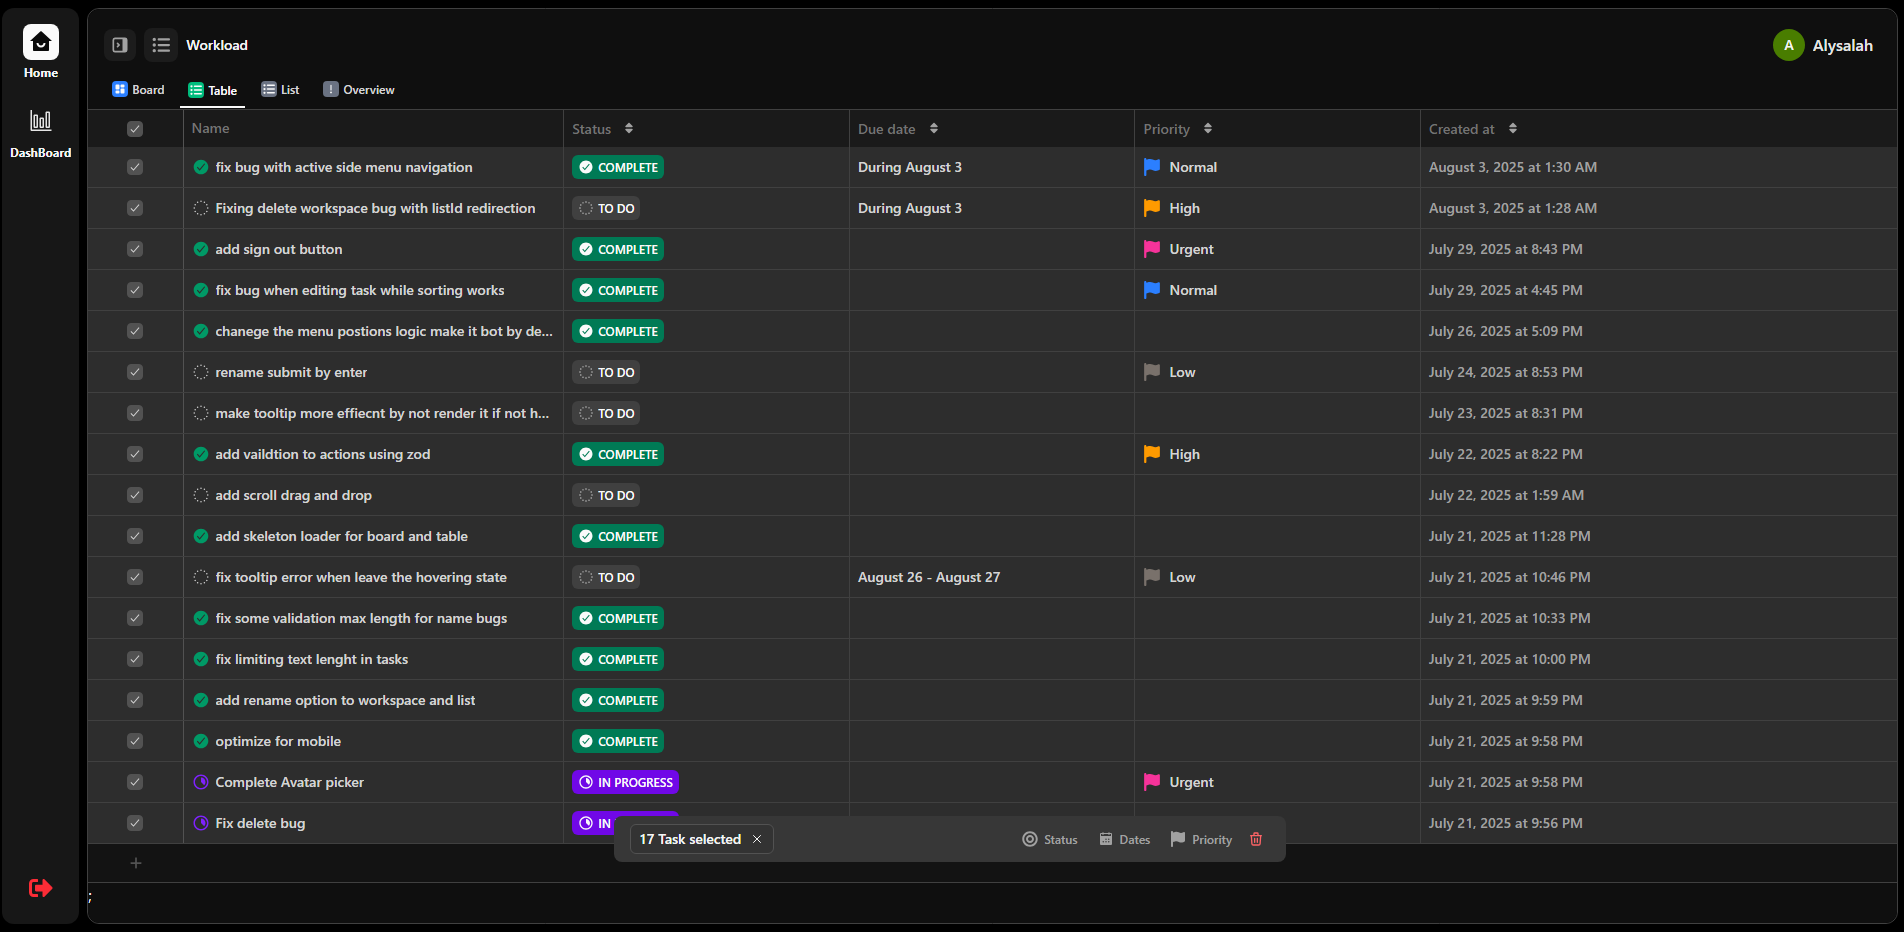 Home
DashBoard
Workload
A Alysalah
Board Table List ! Overview
Name Status Due date Priority Created at
fix bug with active side menu navigation COMPLETE During August 3 Normal August 3, 2025 at 1:30 AM
Fixing delete workspace bug with listId redirection TO DO During August 3 High August 3, 2025 at 1:28 AM
add sign out button COMPLETE Urgent July 29, 2025 at 8:43 PM
fix bug when editing task while sorting works COMPLETE Normal July 29, 2025 at 4:45 PM
chanege the menu postions logic make it bot by de... COMPLETE July 26, 2025 at 5:09 PM
rename submit by enter TO DO Low July 24, 2025 at 8:53 PM
make tooltip more effiecnt by not render it if not h... TO DO July 23, 2025 at 8:31 PM
add vaildtion to actions using zod COMPLETE High July 22, 2025 at 8:22 PM
add scroll drag and drop TO DO July 22, 2025 at 1:59 AM
add skeleton loader for board and table COMPLETE July 21, 2025 at 11:28 PM
fix tooltip error when leave the hovering state TO DO August 26 - August 27 Low July 21, 2025 at 10:46 PM
fix some validation max length for name bugs COMPLETE July 21, 2025 at 10:33 PM
fix limiting text lenght in tasks COMPLETE July 21, 2025 at 10:00 PM
add rename option to workspace and list COMPLETE July 21, 2025 at 9:59 PM
optimize for mobile COMPLETE July 21, 2025 at 9:58 PM
Complete Avatar picker IN PROGRESS Urgent July 21, 2025 at 9:58 PM
Fix delete bug IN July 21, 2025 at 9:56 PM
17 Task selected Status Dates Priority
;